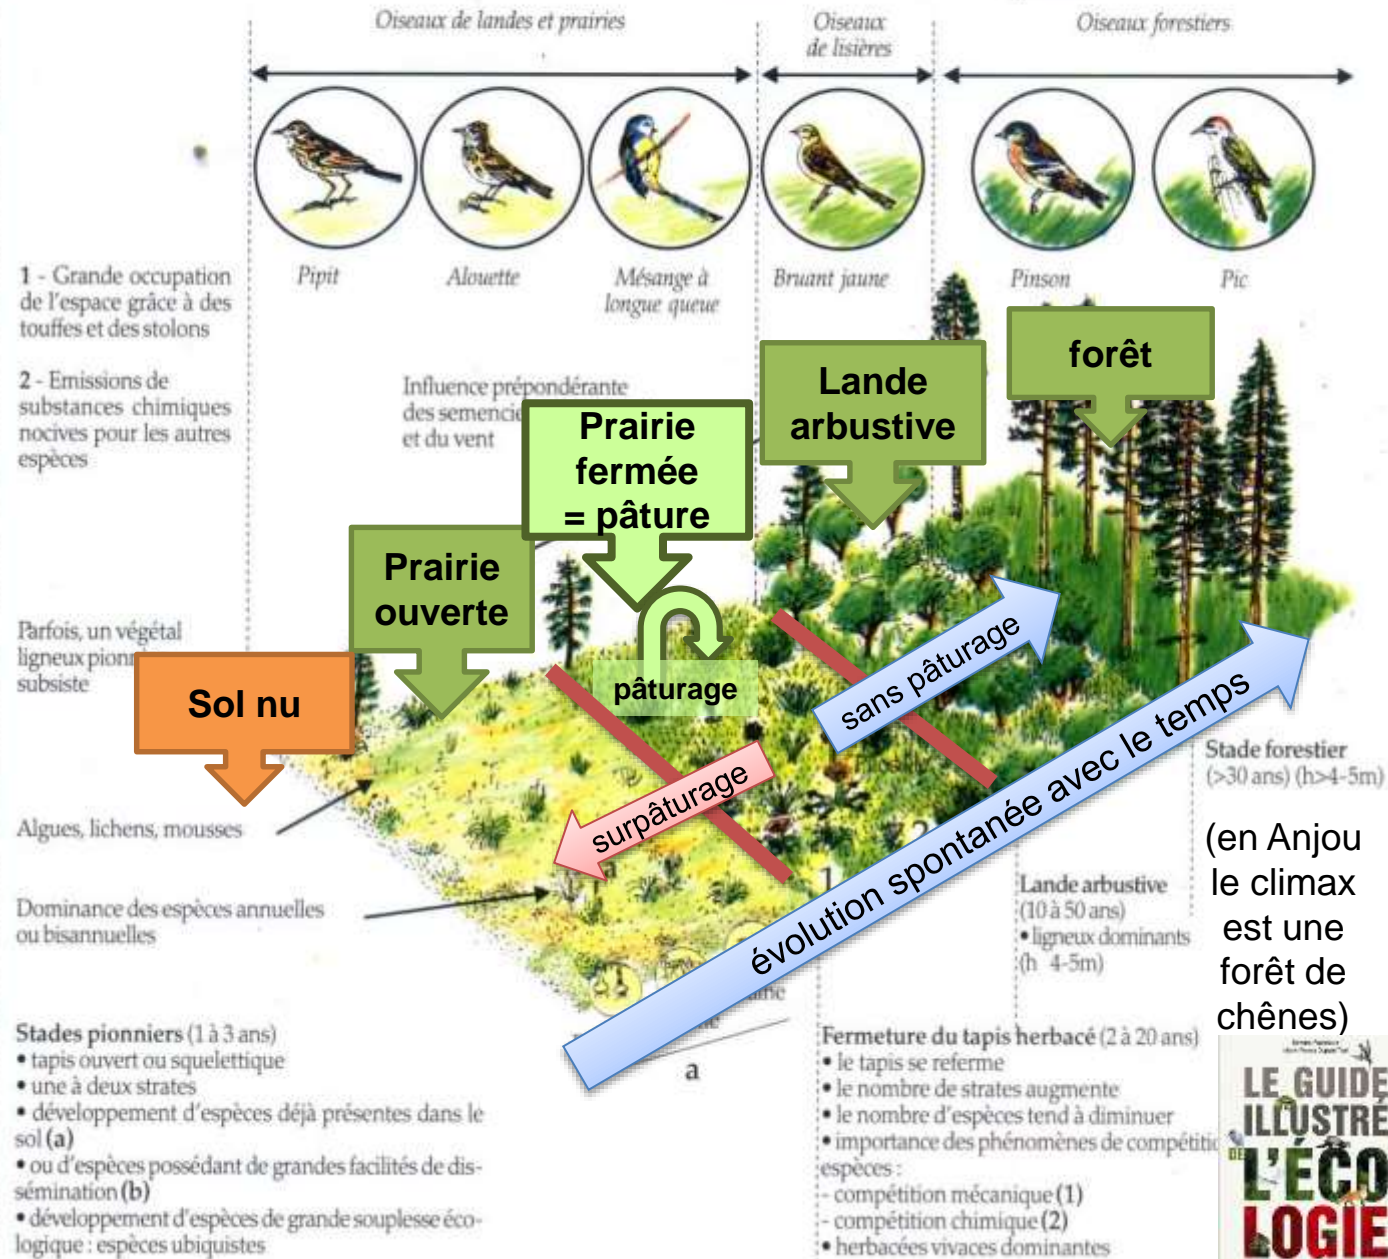 Oiseaux de landes et prairies
Oiseaux
de lisières
Oiseaux forestiers
Pipit
Alouette
Mésange à
longue queue
Bruant jaune
Pinson
Pic
1 - Grande occupation
de l'espace grâce à des
touffes et des stolons
2 - Emissions de
substances chimiques
nocives pour les autres
espèces
Influence prépondérante
des semencie
et du vent
forêt
Lande
arbustive
Prairie
fermée
= pâture
Prairie
ouverte
pâturage
Parfois, un végétal
ligneux pionn
subsiste
Sol nu
sans pâturage
surpâturage
évolution spontanée avec le temps
Algues, lichens, mousses
Dominance des espèces annuelles
ou bisannuelles
Stade forestier
(>30 ans) (h>4-5m)
(en Anjou
le climax
est une
forêt de
chênes)
Lande arbustive
(10 à 50 ans)
• ligneux dominants
(h 4-5m)
1
2
a
Stades pionniers (1 à 3 ans)
• tapis ouvert ou squelettique
• une à deux strates
• développement d'espèces déjà présentes dans le
sol (a)
• ou d'espèces possédant de grandes facilités de dis-
sémination (b)
• développement d'espèces de grande souplesse éco-
logique : espèces ubiquistes
Fermeture du tapis herbacé (2 à 20 ans)
• le tapis se referme
• le nombre de strates augmente
• le nombre d'espèces tend à diminuer
• importance des phénomènes de compétitio
espèces :
- compétition mécanique (1)
- compétition chimique (2)
• herbacées vivaces dominantes
LE GUIDE
ILLUSTRÉ
DE
L'ÉCO
LOGIE